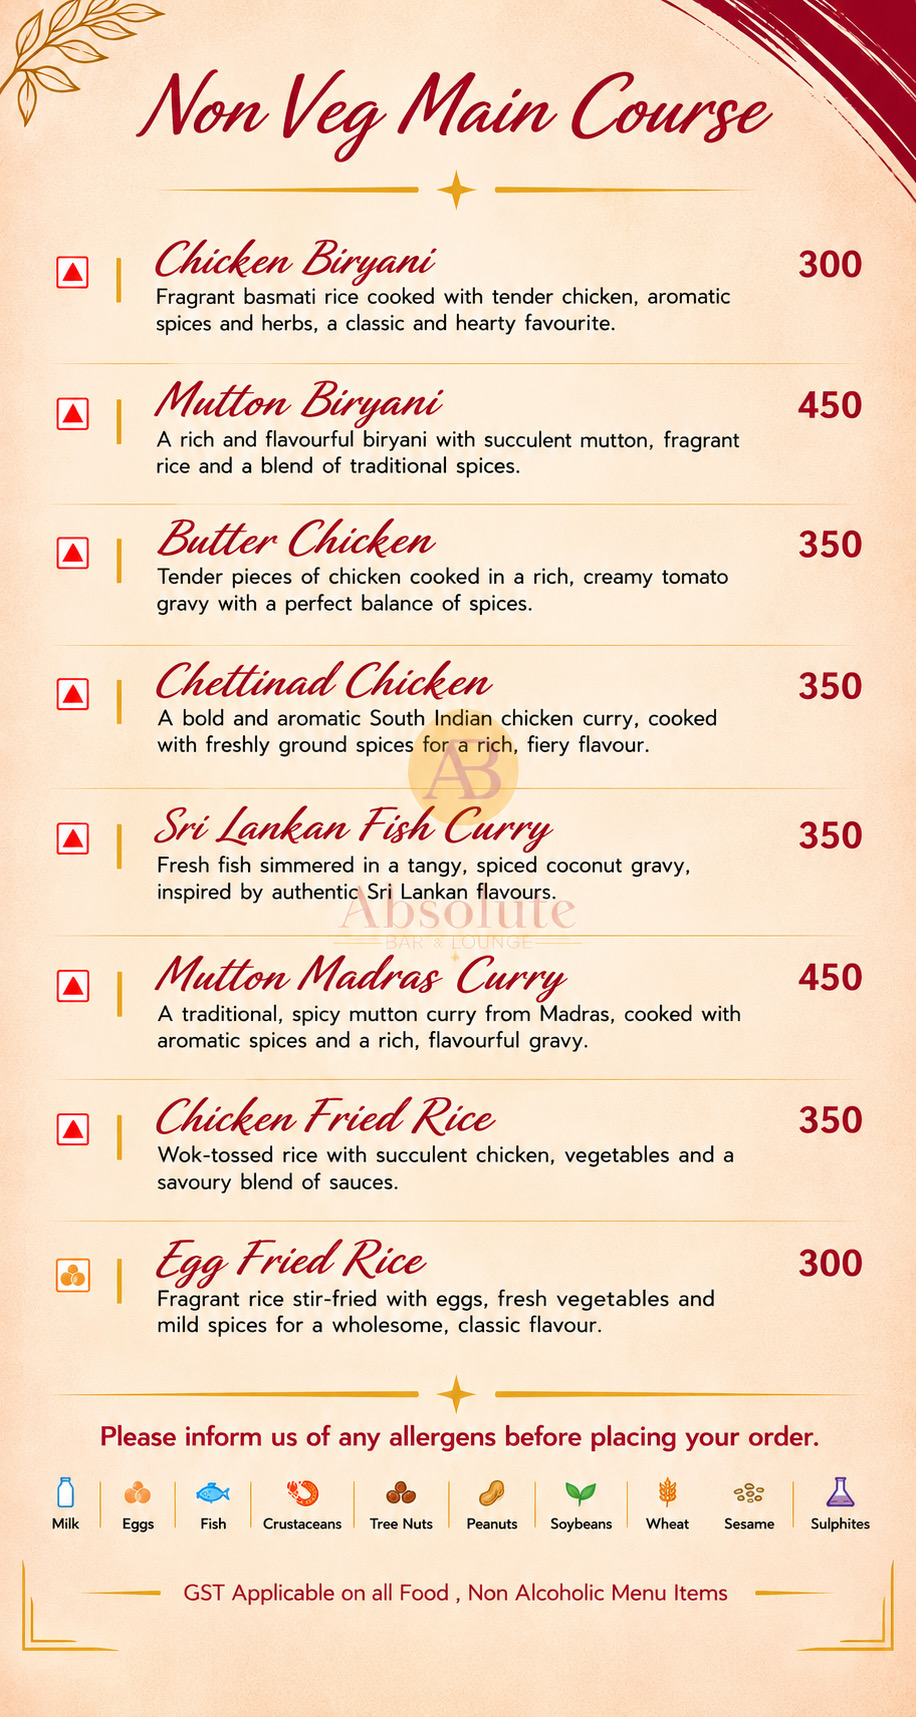 Non Veg Main Course
Chicken Biryani 300
Fragrant basmati rice cooked with tender chicken, aromatic
spices and herbs, a classic and hearty favourite.
Mutton Biryani 450
A rich and flavourful biryani with succulent mutton, fragrant
rice and a blend of traditional spices.
Butter Chicken 350
Tender pieces of chicken cooked in a rich, creamy tomato
gravy with a perfect balance of spices.
Chettinad Chicken 350
A bold and aromatic South Indian chicken curry, cooked
with freshly ground spices for a rich, fiery flavour.
AB
Sri Lankan Fish Curry 350
Fresh fish simmered in a tangy, spiced coconut gravy,
inspired by authentic Sri Lankan flavours.
Absolute
BAR & LOUNGE
Mutton Madras Curry 450
A traditional, spicy mutton curry from Madras, cooked with
aromatic spices and a rich, flavourful gravy.
Chicken Fried Rice 350
Wok-tossed rice with succulent chicken, vegetables and a
savoury blend of sauces.
Egg Fried Rice 300
Fragrant rice stir-fried with eggs, fresh vegetables and
mild spices for a wholesome, classic flavour.
Please inform us of any allergens before placing your order.
Milk Eggs Fish Crustaceans Tree Nuts Peanuts Soybeans Wheat Sesame Sulphites
GST Applicable on all Food , Non Alcoholic Menu Items